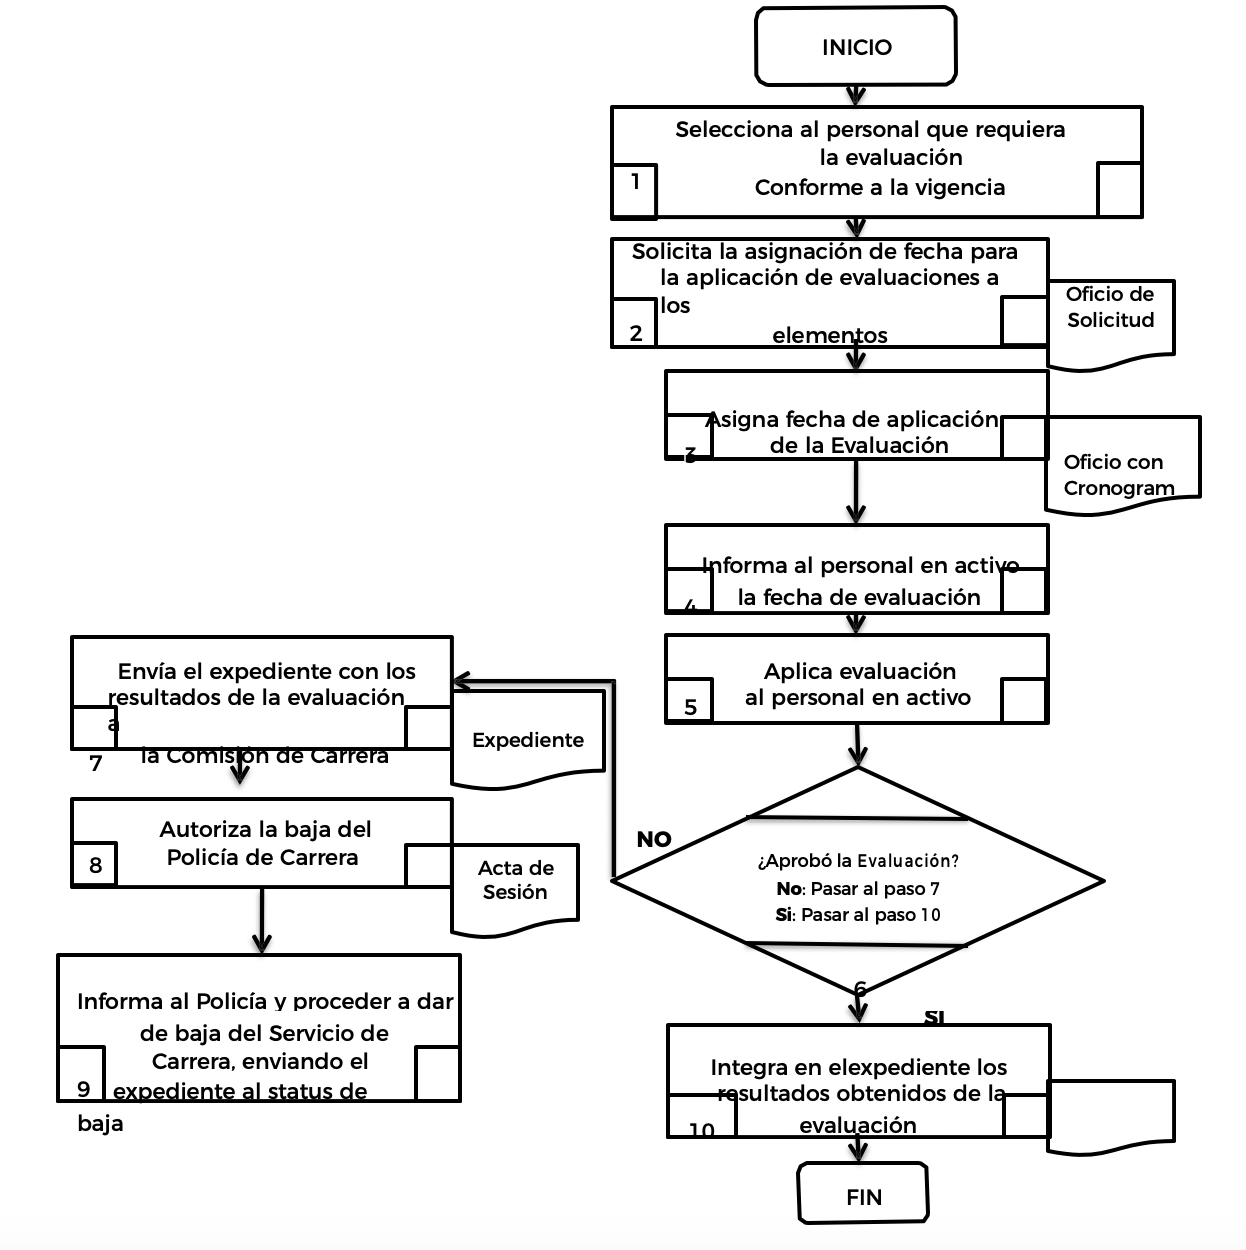 INICIO
Selecciona al personal que requiera
la evaluación
Conforme a la vigencia
1
Solicita la asignación de fecha para
la aplicación de evaluaciones a
los
elementos
2
Oficio de
Solicitud
Asigna fecha de aplicación
de la Evaluación
3
Oficio con
Cronogram
Informa al personal en activo
la fecha de evaluación
4
Aplica evaluación
al personal en activo
5
¿Aprobó la Evaluación?
No: Pasar al paso 7
Si: Pasar al paso 10
6
NO
SI
Envía el expediente con los
resultados de la evaluación
a
la Comisión de Carrera
7
Expediente
Autoriza la baja del
Policía de Carrera
8
Acta de
Sesión
Informa al Policía y proceder a dar
de baja del Servicio de
Carrera, enviando el
expediente al status de
baja
9
Integra en elexpediente los
resultados obtenidos de la
evaluación
10
FIN